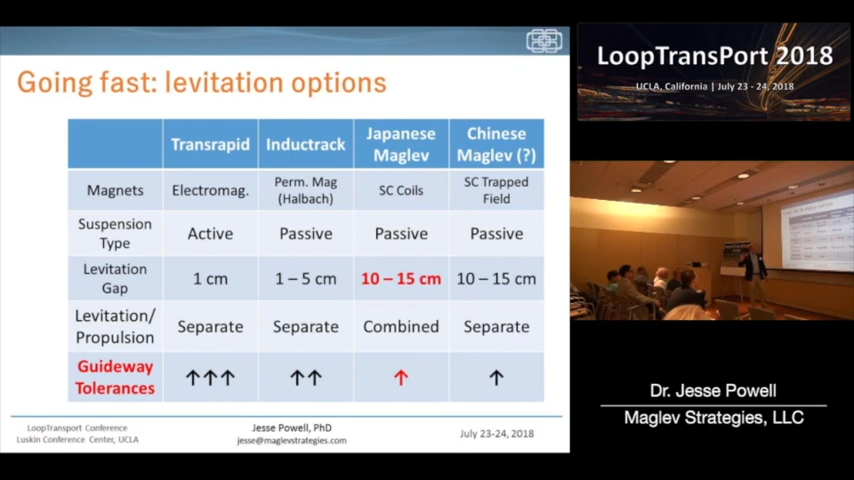 Going fast: levitation options
Transrapid
Inductrack
Japanese
Maglev
Chinese
Maglev (?)
Magnets
Electromag.
Perm. Mag
(Halbach)
SC Coils
SC Trapped
Field
Suspension
Type
Active
Passive
Passive
Passive
Levitation
Gap
1 cm
1 – 5 cm
10 – 15 cm
10 – 15 cm
Levitation/
Propulsion
Separate
Separate
Combined
Separate
Guideway
Tolerances
↑↑↑
↑↑
↑
↑
LoopTransport Conference
Luskin Conference Center, UCLA
Jesse Powell, PhD
jesse@maglevstrategies.com
July 23-24, 2018
LoopTransPort 2018
UCLA, California | July 23 - 24, 2018
Dr. Jesse Powell
Maglev Strategies, LLC